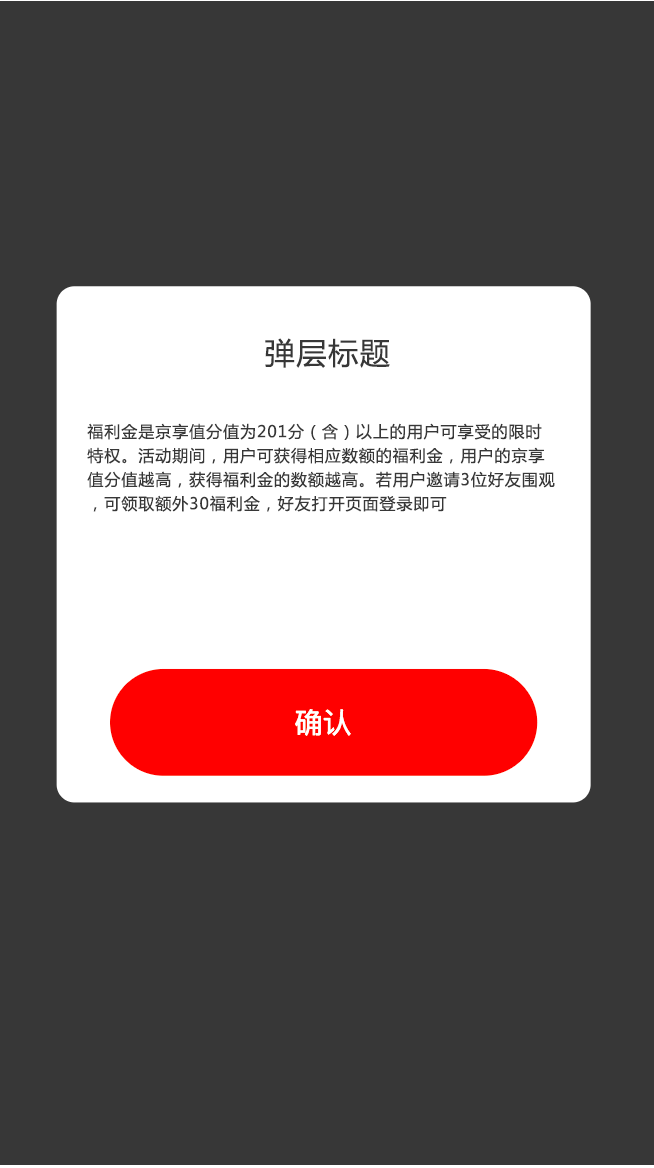 弹层标题
福利金是京享值分值为201分（含）以上的用户可享受的限时
特权。活动期间，用户可获得相应数额的福利金，用户的京享
值分值越高，获得福利金的数额越高。若用户邀请3位好友围观
，可领取额外30福利金，好友打开页面登录即可
确认